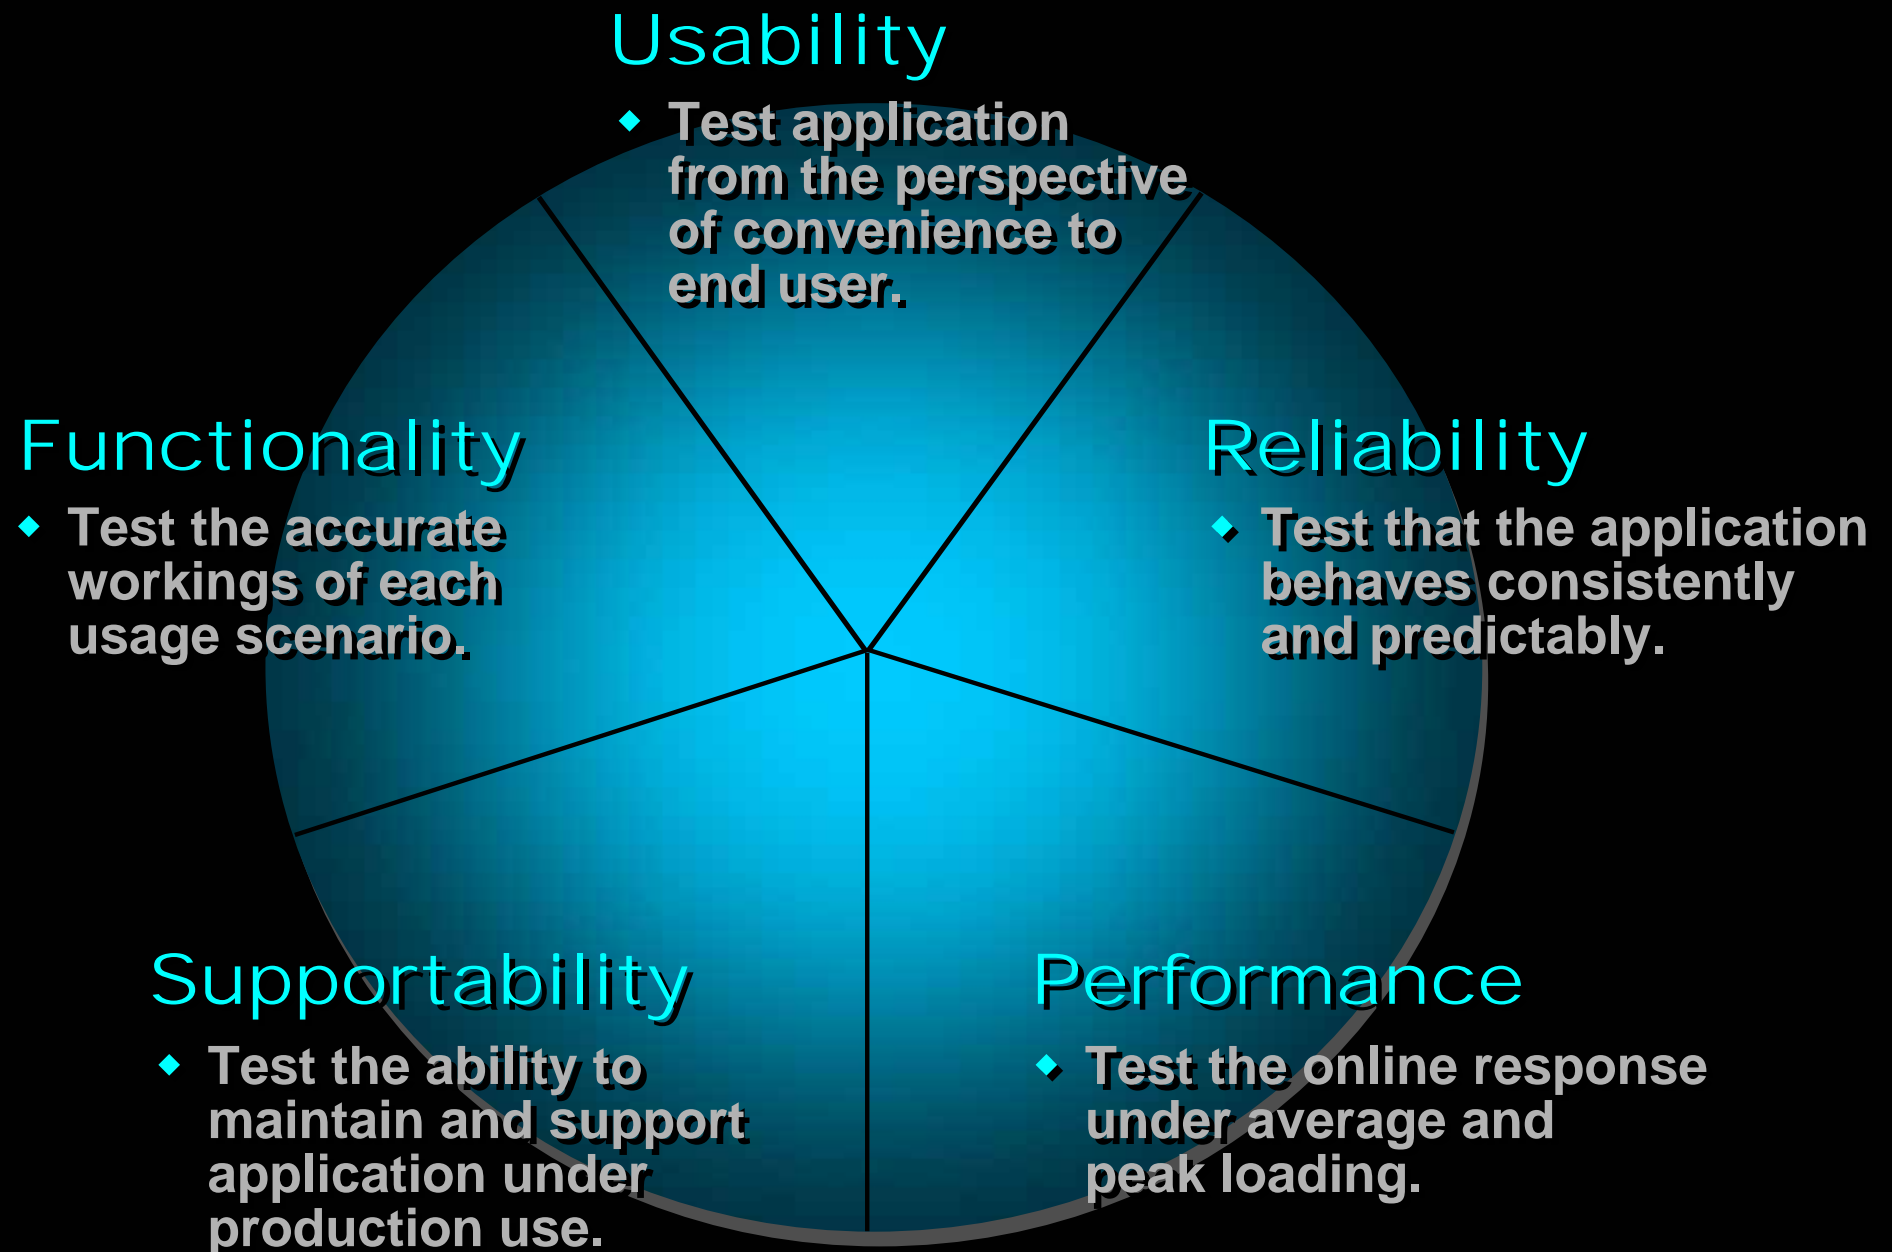 Usability
Test application
from the perspective
of convenience to
end user.
Functionality
Test the accurate
workings of each
usage scenario.
Reliability
Test that the application
behaves consistently
and predictably.
Supportability
Test the ability to
maintain and support
application under
production use.
Performance
Test the online response
under average and
peak loading.